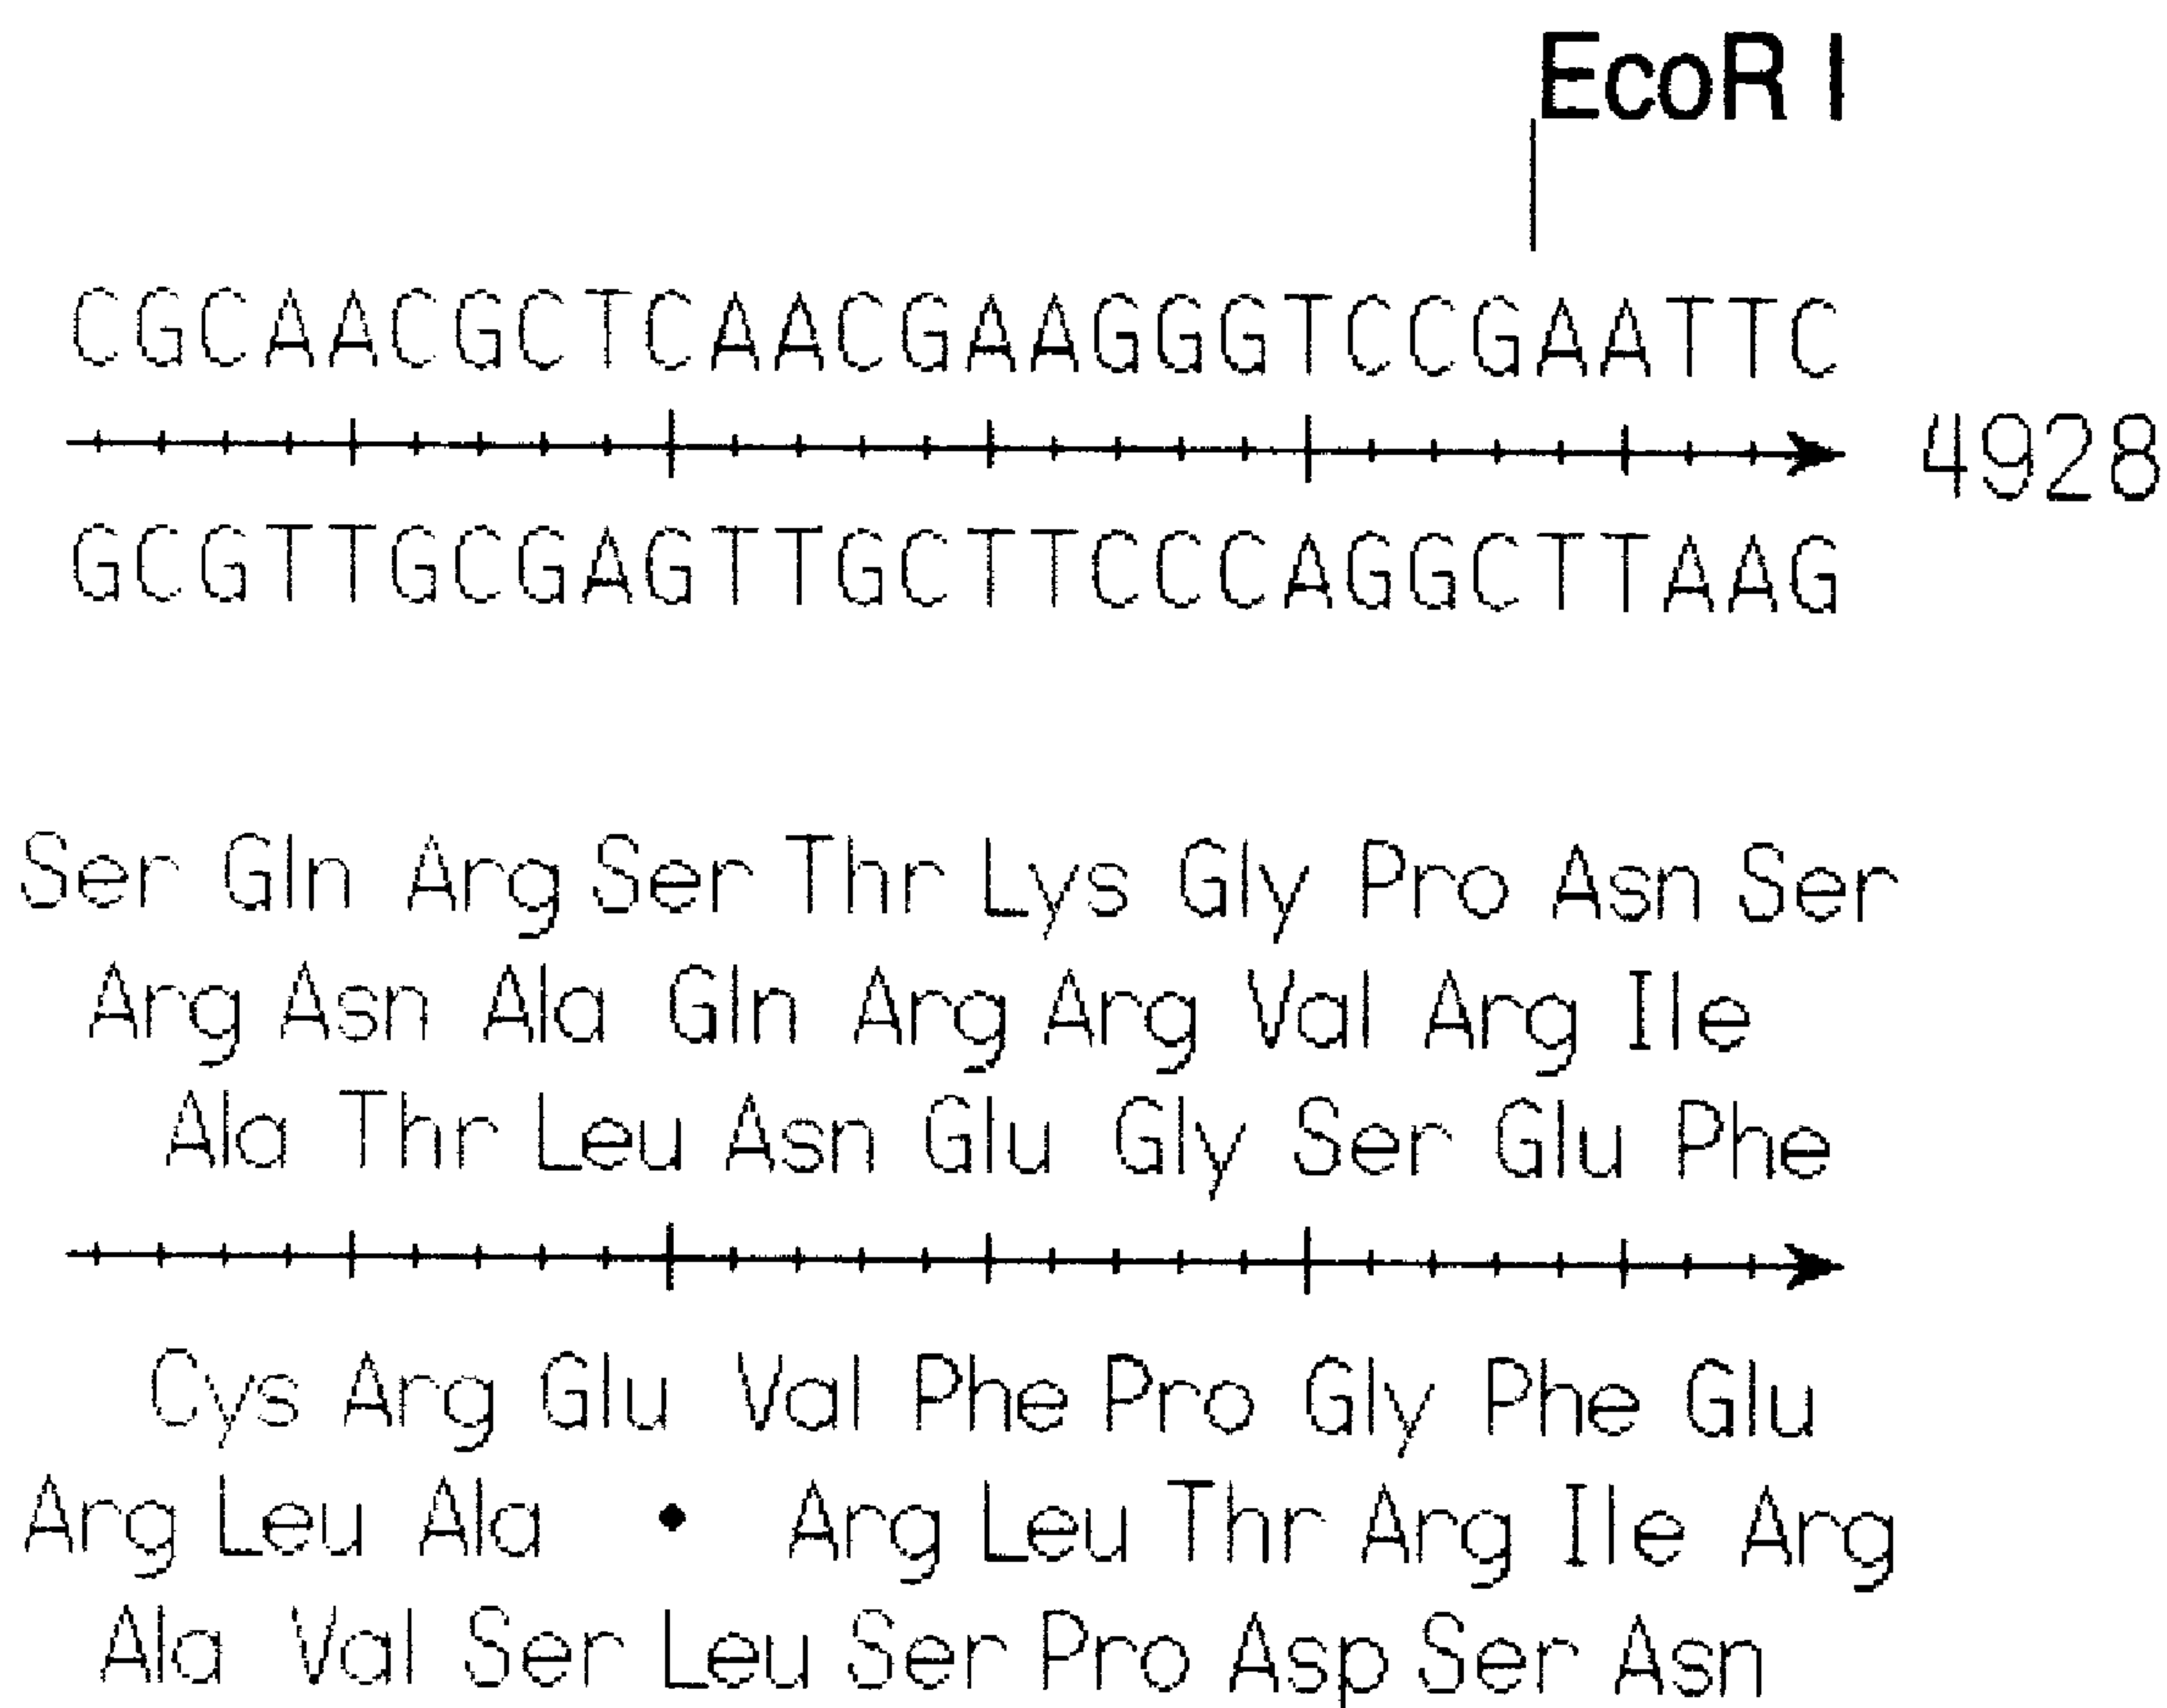 EcoR I
CGCAACGCTCAACGAAGGGTCCGAATTC
4928
GCGTTGCGAGTTGCTTCCCAGGCTTAAG
Ser Gln Arg Ser Thr Lys Gly Pro Asn Ser
Arg Asn Ala Gln Arg Arg Val Arg Ile
Ala Thr Leu Asn Glu Gly Ser Glu Phe
Cys Arg Glu Val Phe Pro Gly Phe Glu
Arg Leu Ala • Arg Leu Thr Arg Ile Arg
Ala Val Ser Leu Ser Pro Asp Ser Asn